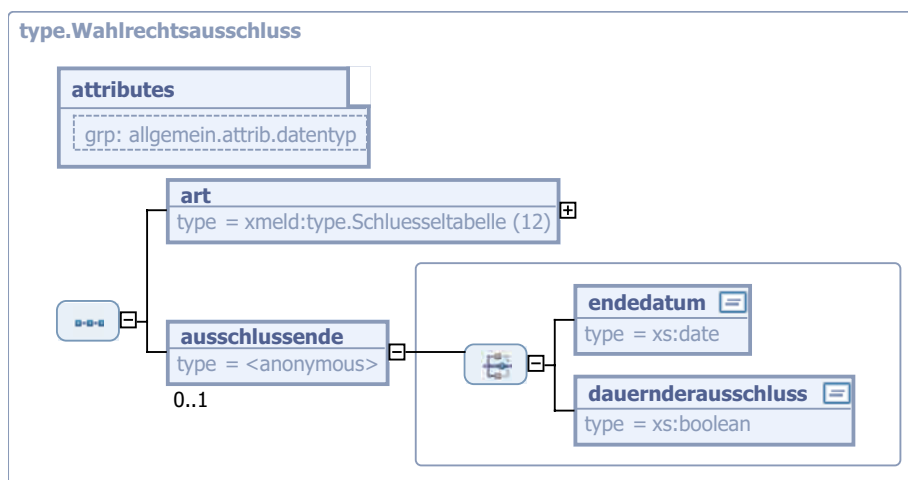 type.Wahlrechtsausschluss
attributes
grp: allgemein.attrib.datentyp
art
type = xmeld:type.Schluesseltabelle (12)
ausschlussende
type = <anonymous>
0..1
endedatum
type = xs:date
dauernderausschluss
type = xs:boolean